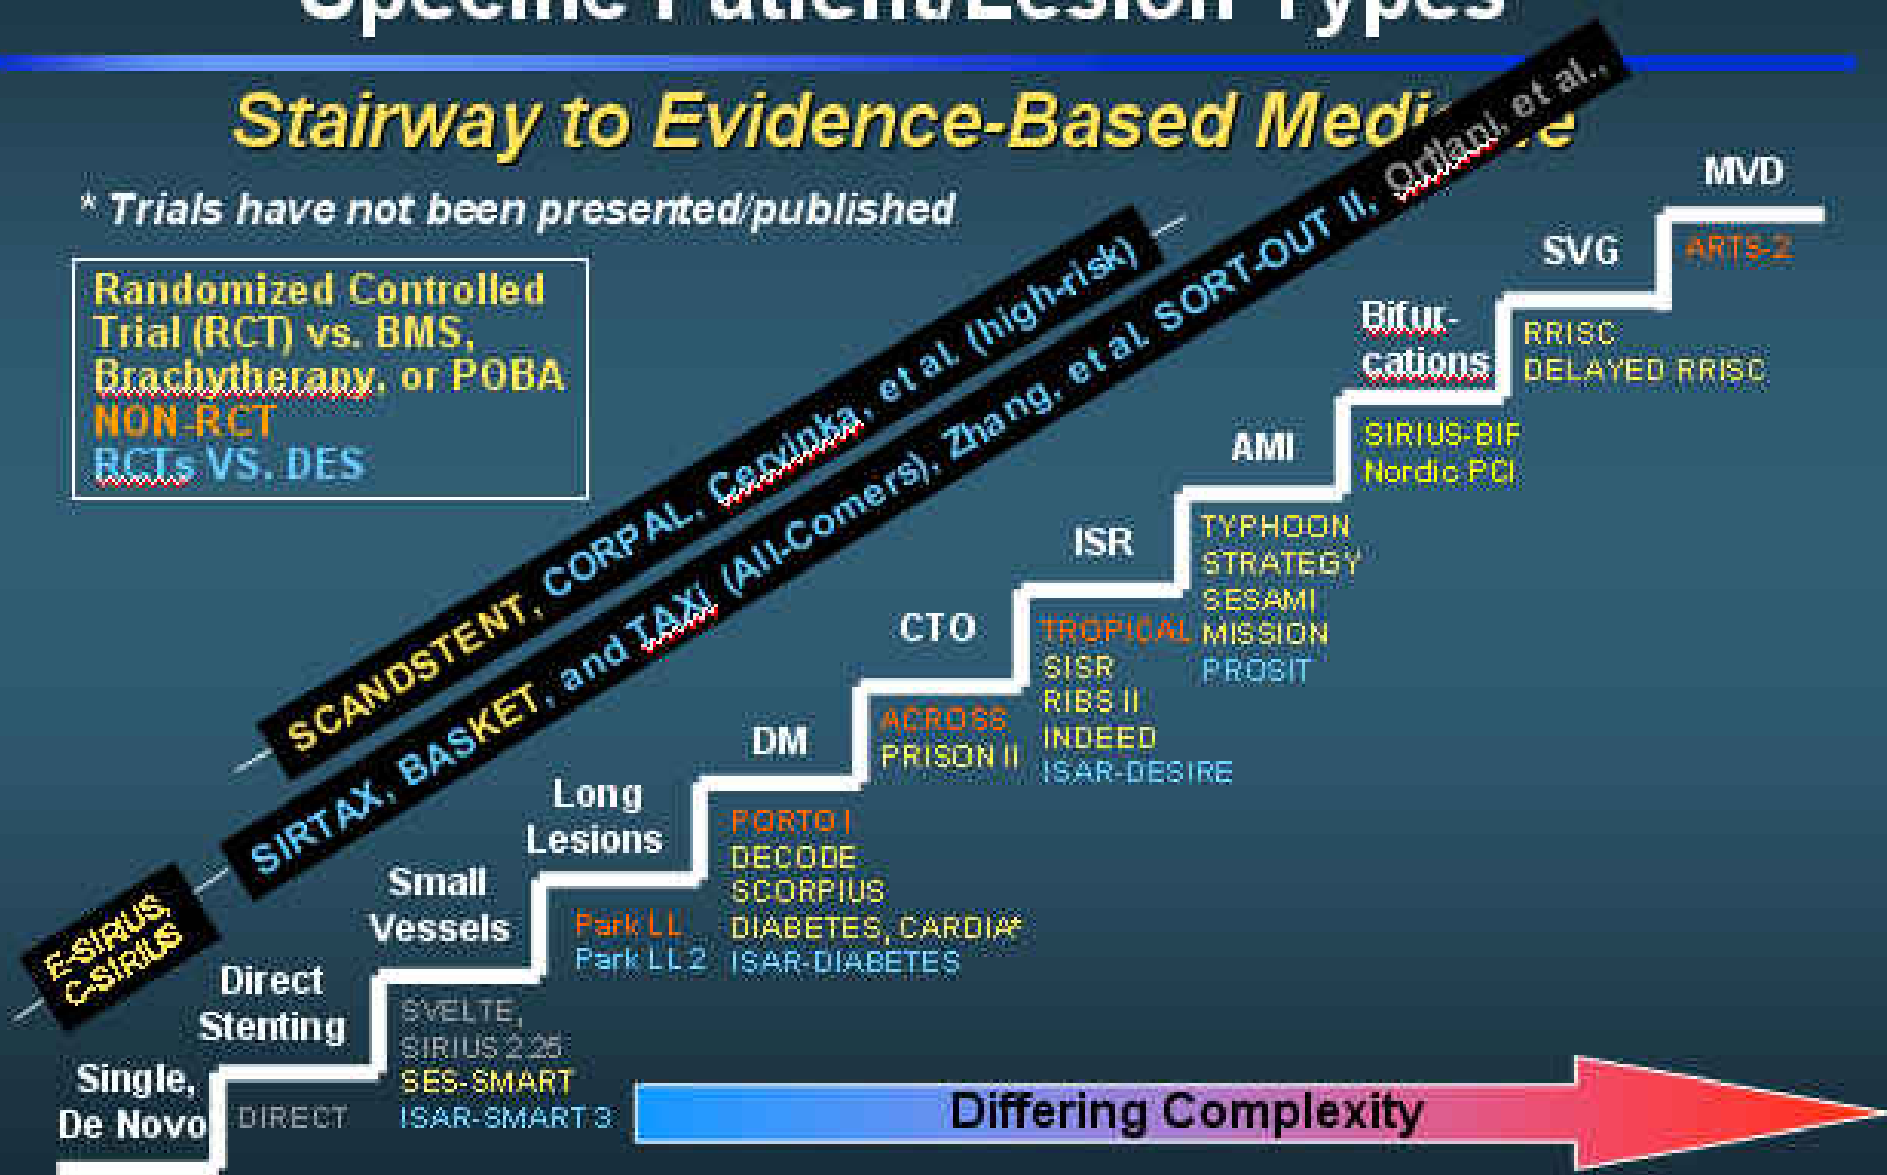 Specific Patient/Lesion Types
Stairway to Evidence-Based
* Trials have not been presented/published
Randomized Controlled
Trial (RCT) vs. BMS,
Brachytherapy, or POBA
NON-RCT
RCTs VS. DES
SCANDSTENT, CORPAL, Cervinka, et al. (high-risk)
SIRTAX, BASKET, and TAXi, (All-Comers), Zhang, et al. SORT-OUT II, et al.,
E-SIRIUS,
C-SIRIUS
Single,
De Novo
Direct
Stenting
DIRECT
Small
Vessels
SVELTE,
SIRIUS 2.25
SES-SMART
ISAR-SMART 3
Long
Lesions
Park LL
Park LL 2
DM
PORTO I
DECODE
SCORPIUS
DIABETES, CARDIA*
ISAR-DIABETES
CTO
ACROSS
PRISON II
ISR
TROPICAL
SISR
RIBS II
INDEED
ISAR-DESIRE
AMI
TYPHOON
STRATEGY
SESAMI
MISSION
PROSIT
Bifur-
cations
SIRIUS-BIF
Nordic PCI
SVG
RRISC
DELAYED RRISC
MVD
ARTS-2
Differing Complexity